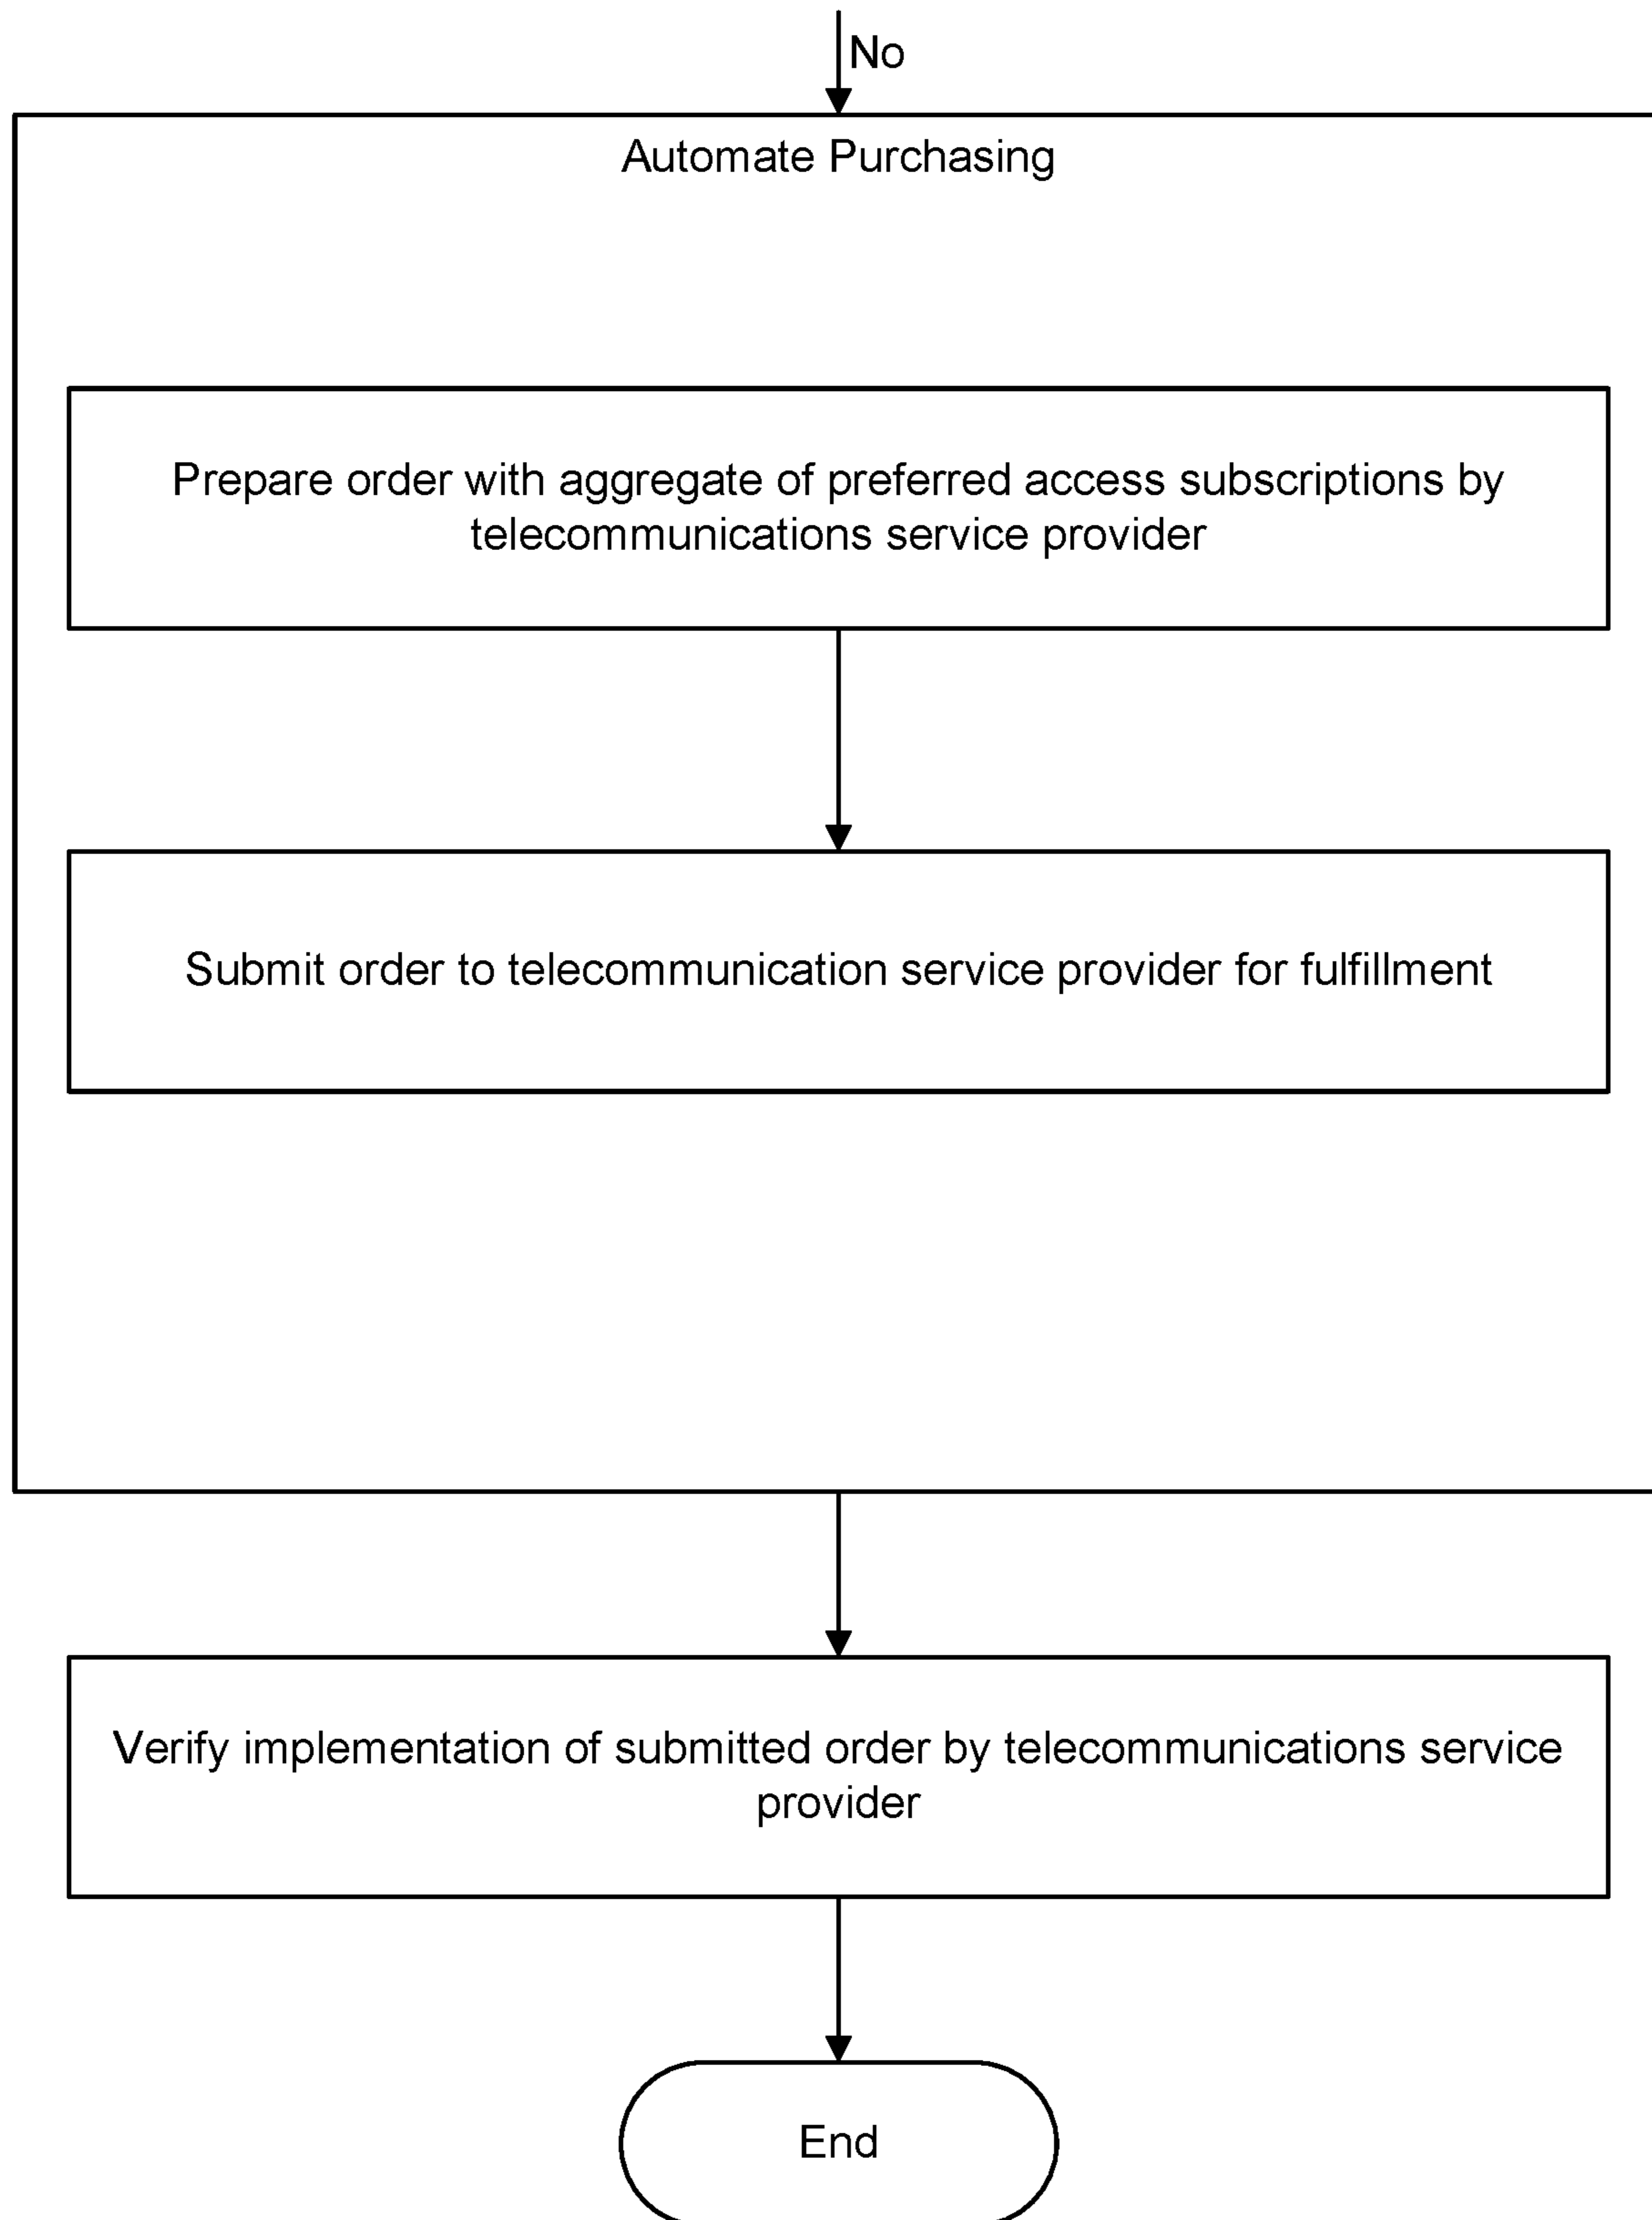 No
Automate Purchasing
Prepare order with aggregate of preferred access subscriptions by
telecommunications service provider
Submit order to telecommunication service provider for fulfillment
Verify implementation of submitted order by telecommunications service
provider
End